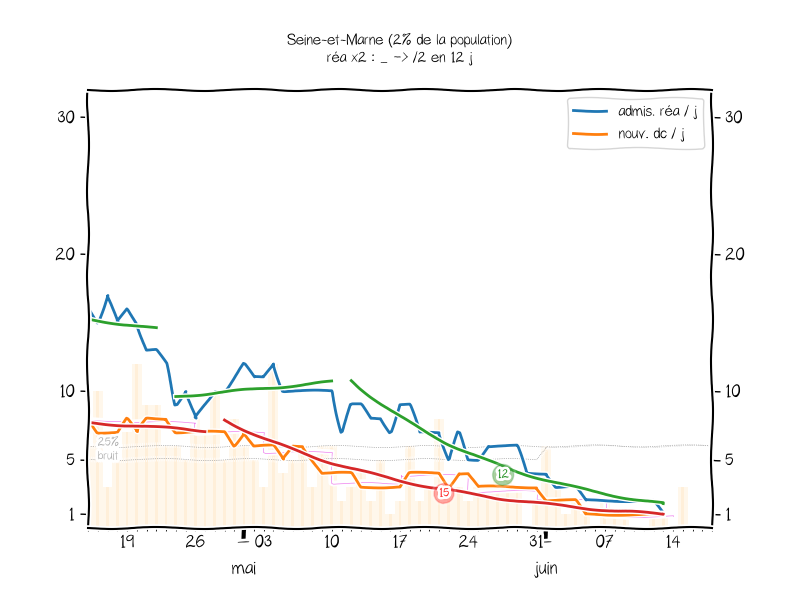 Seine-et-Marne (2% de la population)
réa x2 : _ -> /2 en 12 j
admis. réa / j
nouv. dc / j
30
30
20
20
10
10
5
5
1
1
25%
bruit
12
15
19 26 03 10 17 24 31 07 14
mai juin